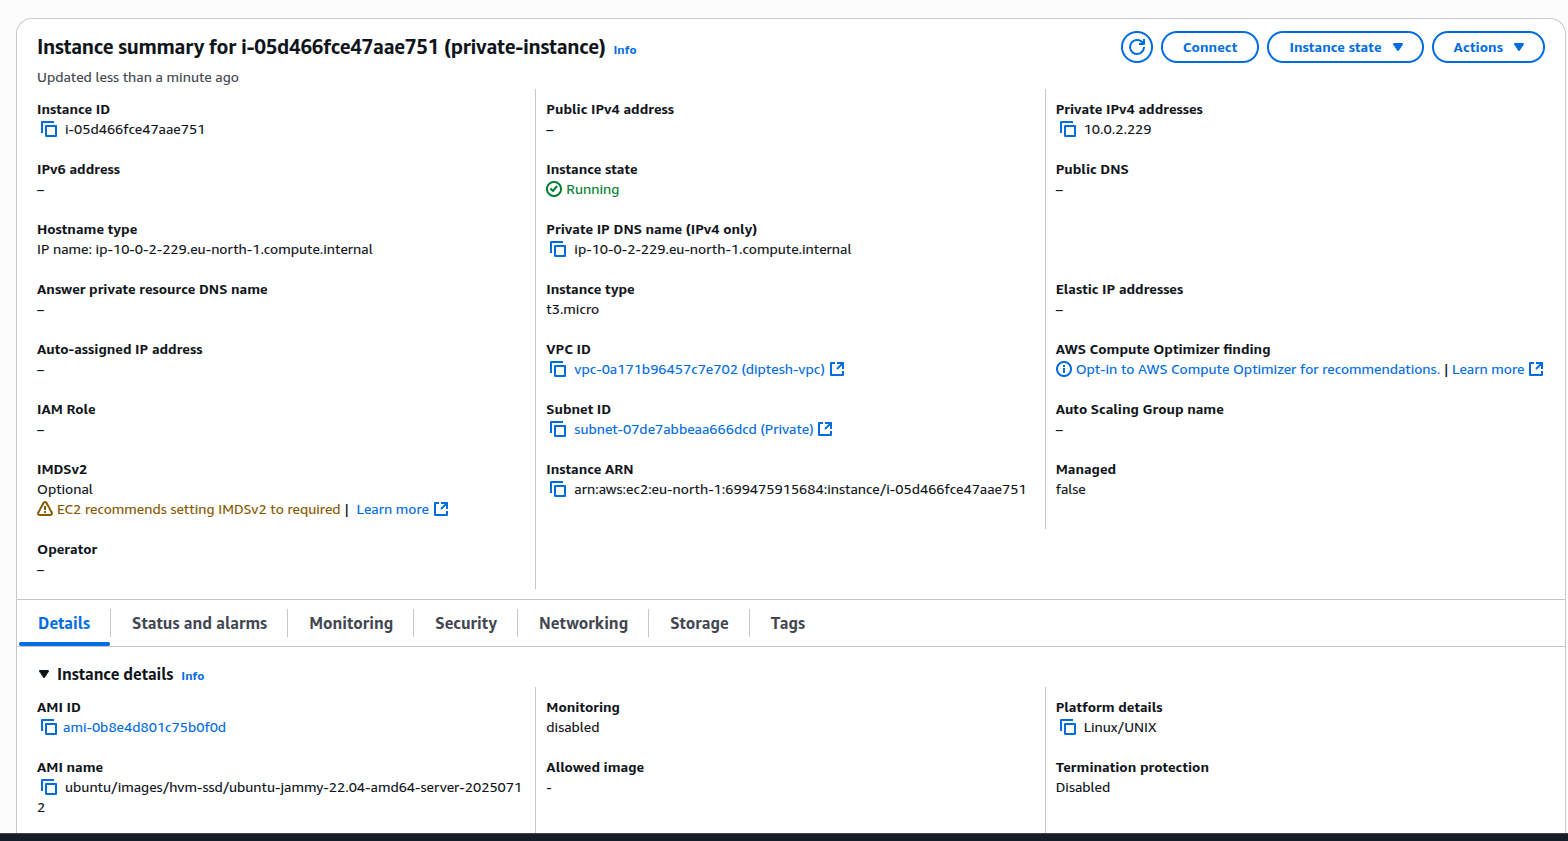 Instance summary for i-05d466fce47aae751 (private-instance) Info
Connect
Instance state
Actions
Updated less than a minute ago
Instance ID
i-05d466fce47aae751
Public IPv4 address
–
Private IPv4 addresses
10.0.2.229
IPv6 address
–
Instance state
Running
Public DNS
–
Hostname type
IP name: ip-10-0-2-229.eu-north-1.compute.internal
Private IP DNS name (IPv4 only)
ip-10-0-2-229.eu-north-1.compute.internal
Answer private resource DNS name
–
Instance type
t3.micro
Elastic IP addresses
–
Auto-assigned IP address
–
VPC ID
vpc-0a171b96457c7e702 (diptesh-vpc)
AWS Compute Optimizer finding
Opt-in to AWS Compute Optimizer for recommendations. | Learn more
IAM Role
–
Subnet ID
subnet-07de7abbeaa666dcd (Private)
Auto Scaling Group name
–
IMDSv2
Optional
EC2 recommends setting IMDSv2 to required | Learn more
Instance ARN
arn:aws:ec2:eu-north-1:699475915684:instance/i-05d466fce47aae751
Managed
false
Operator
–
Details
Status and alarms
Monitoring
Security
Networking
Storage
Tags
Instance details Info
AMI ID
ami-0b8e4d801c75b0f0d
Monitoring
disabled
Platform details
Linux/UNIX
AMI name
ubuntu/images/hvm-ssd/ubuntu-jammy-22.04-amd64-server-2025071
2
Allowed image
-
Termination protection
Disabled